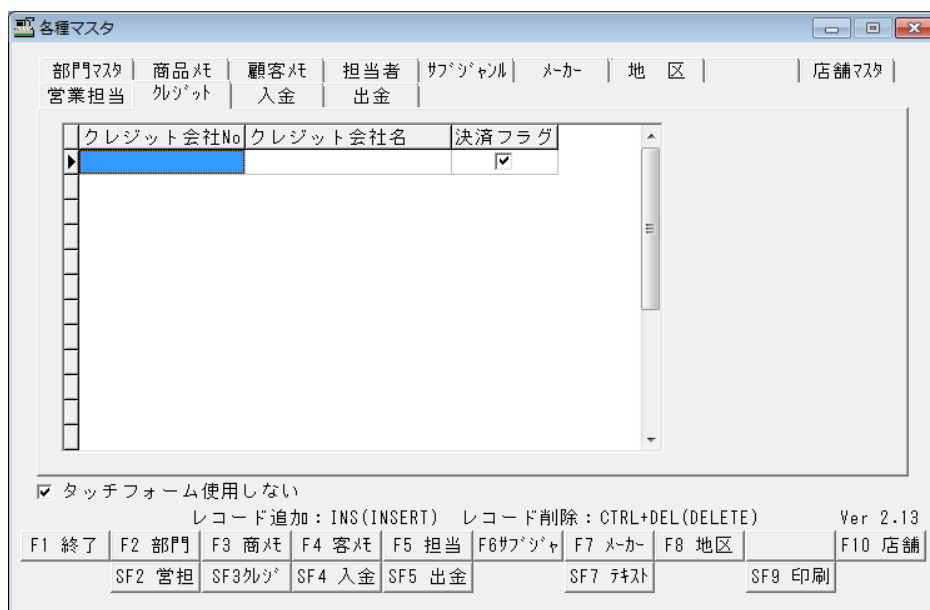 各種マスタ
部門ﾏｽﾀ 商品ﾒﾓ 顧客ﾒﾓ 担当者 ｻﾌﾞｼﾞｬﾝﾙ ﾒｰｶｰ 地 区 店舗ﾏｽﾀ
営業担当 ｸﾚｼﾞｯﾄ 入金 出金
クレジット会社No クレジット会社名 決済フラグ
タッチフォーム使用しない
レコード追加：INS(INSERT) レコード削除：CTRL+DEL(DELETE) Ver 2.13
F1 終了 F2 部門 F3 商ﾒﾓ F4 客ﾒﾓ F5 担当 F6ｻﾌﾞｼﾞｬ F7 ﾒｰｶｰ F8 地区 F10 店舗
SF2 営担 SF3ｸﾚｼﾞ SF4 入金 SF5 出金 SF7 ﾃｷｽﾄ SF9 印刷